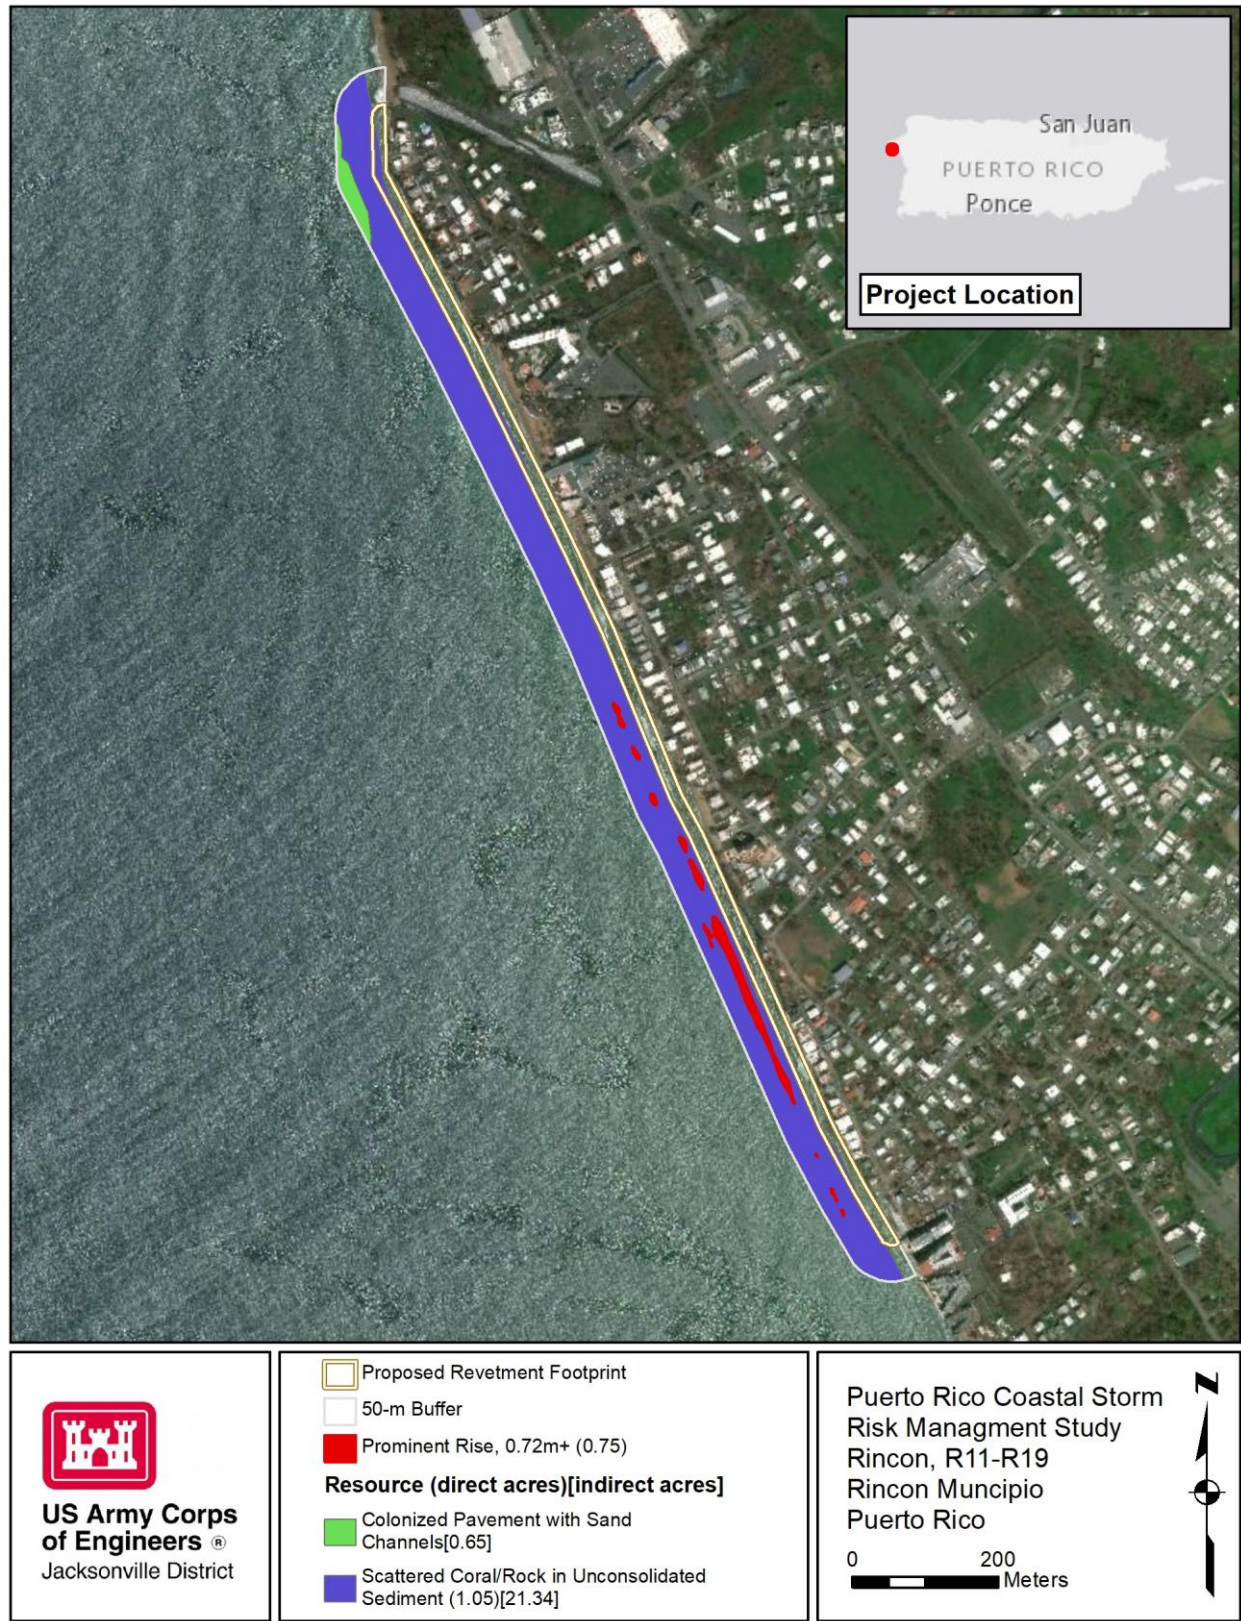 San Juan
PUERTO RICO
Ponce
Project Location
US Army Corps
of Engineers ®
Jacksonville District
Proposed Revetment Footprint
50-m Buffer
Prominent Rise, 0.72m+ (0.75)
Resource (direct acres)[indirect acres]
Colonized Pavement with Sand
Channels[0.65]
Scattered Coral/Rock in Unconsolidated
Sediment (1.05)[21.34]
Puerto Rico Coastal Storm
Risk Managment Study
Rincon, R11-R19
Rincon Muncipio
Puerto Rico
N
0 200
Meters